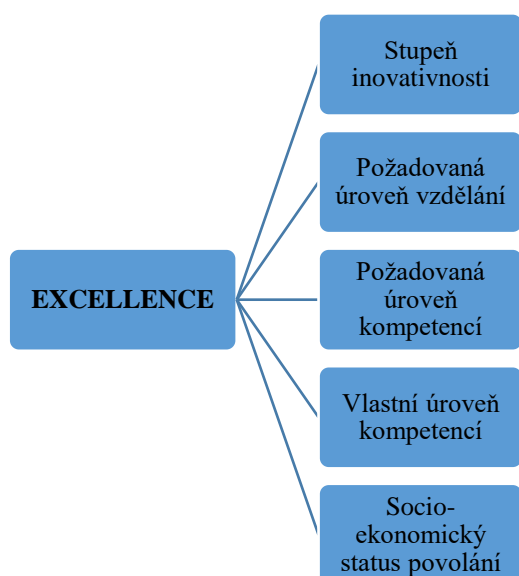 Stupeň
inovativnosti
Požadovaná
úroveň vzdělání
EXCELLENCE
Požadovaná
úroveň
kompetencí
Vlastní úroveň
kompetencí
Socio-
ekonomický
status povolání